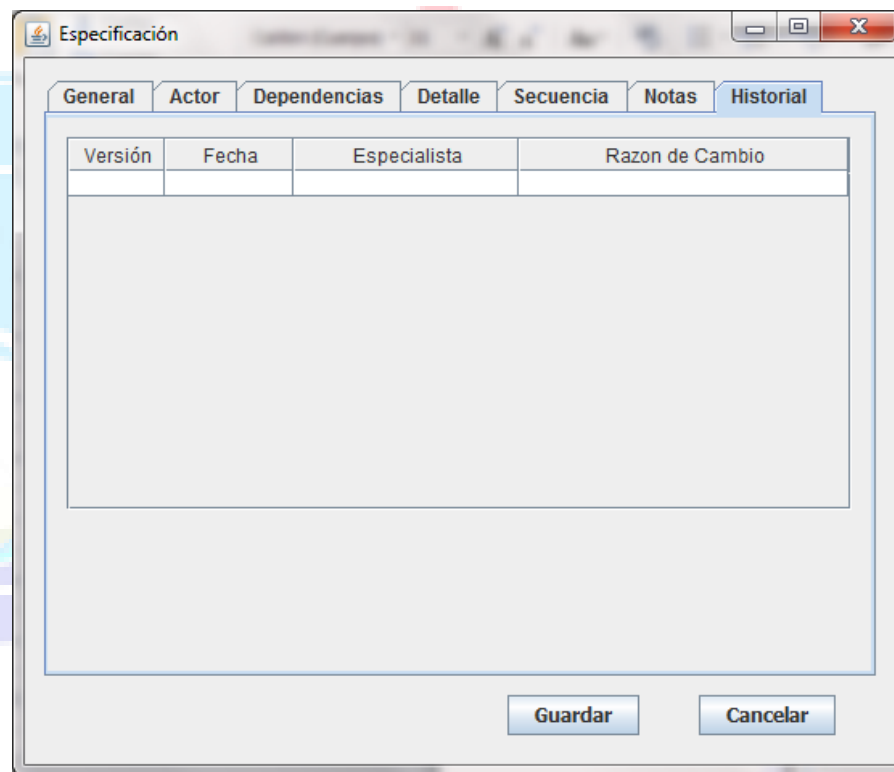 Especificación
General Actor Dependencias Detalle Secuencia Notas Historial
Versión Fecha Especialista Razon de Cambio
Guardar Cancelar